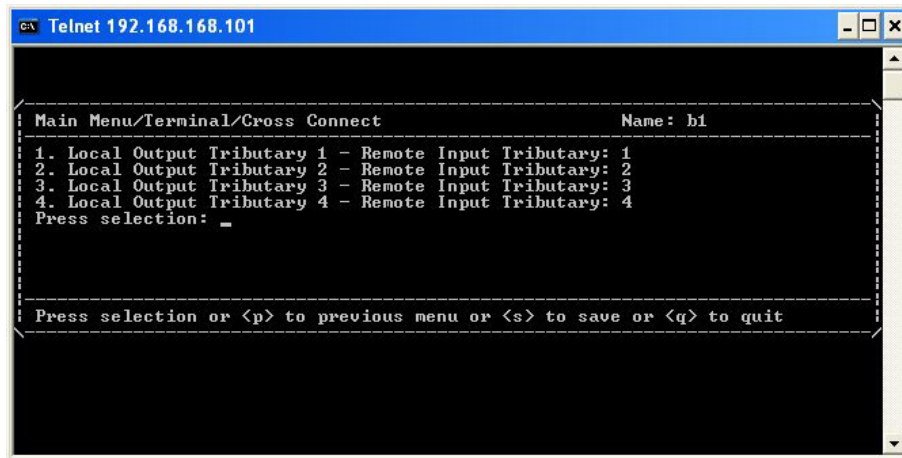 Telnet 192.168.168.101
Main Menu/Terminal/Cross Connect Name: b1
1. Local Output Tributary 1 - Remote Input Tributary: 1
2. Local Output Tributary 2 - Remote Input Tributary: 2
3. Local Output Tributary 3 - Remote Input Tributary: 3
4. Local Output Tributary 4 - Remote Input Tributary: 4
Press selection: _
Press selection or <p> to previous menu or <s> to save or <q> to quit